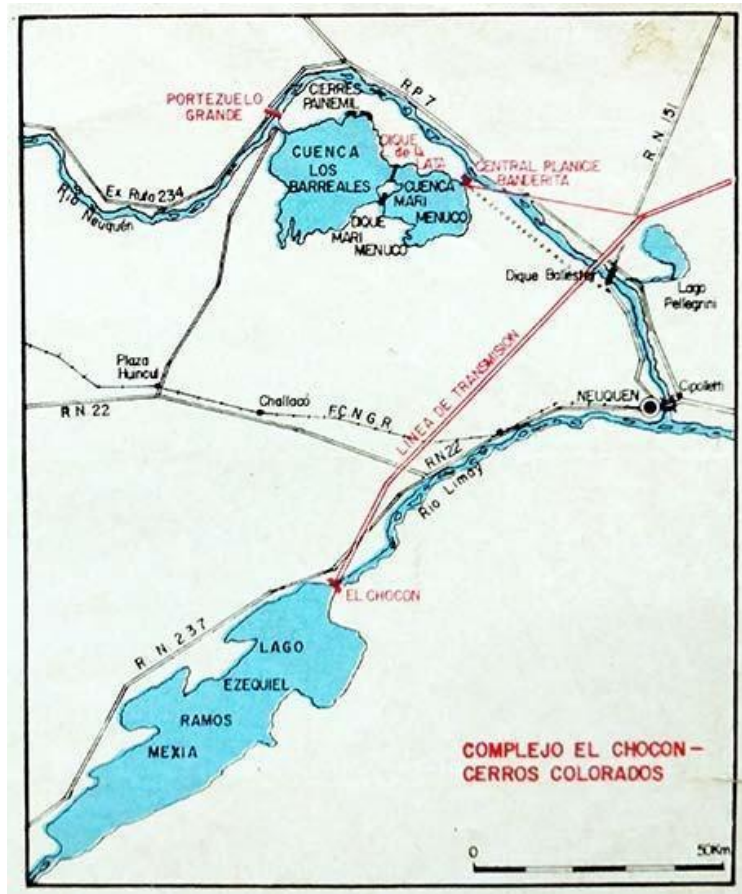 CIERRES
PAINEMIL
PORTEZUELO
GRANDE
R P 7
R N 151
DIQUE
de la
LATA
CUENCA
LOS
BARREALES
CENTRAL PLANICIE
BANDERITA
CUENCA
MARI
MENUCO
Ex Ruta 234
Río Neuquén
DIQUE
MARI
MENUCO
Dique Ballester
Lago
Pellegrini
Plaza
Huincul
LINEA DE TRANSMISION
Cipolletti
NEUQUEN
Challacó
R N 22
F C N G R
RN22
Río Limay
EL CHOCON
R N 237
LAGO
EZEQUIEL
RAMOS
MEXIA
COMPLEJO EL CHOCON –
CERROS COLORADOS
0
50Km